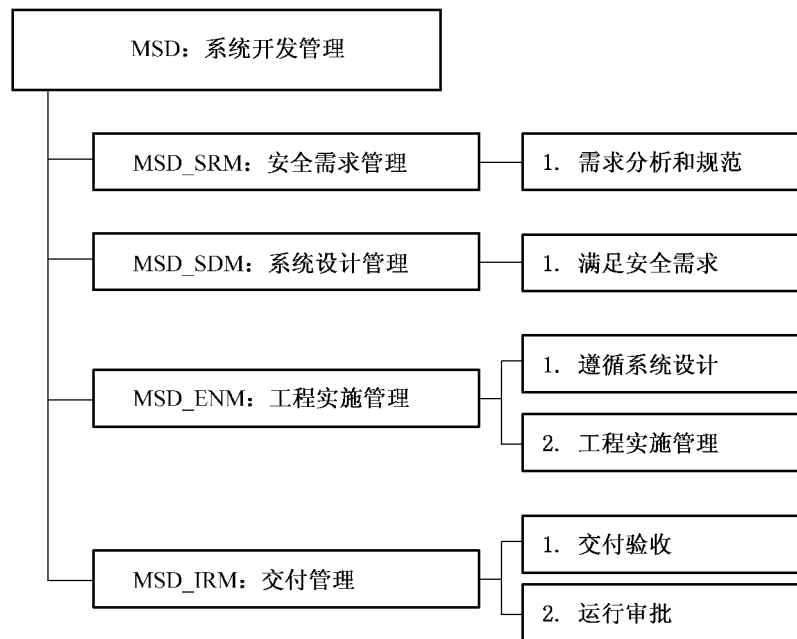 MSD：系统开发管理
MSD_SRM：安全需求管理
1. 需求分析和规范
MSD_SDM：系统设计管理
1. 满足安全需求
MSD_ENM：工程实施管理
1. 遵循系统设计
2. 工程实施管理
MSD_IRM：交付管理
1. 交付验收
2. 运行审批